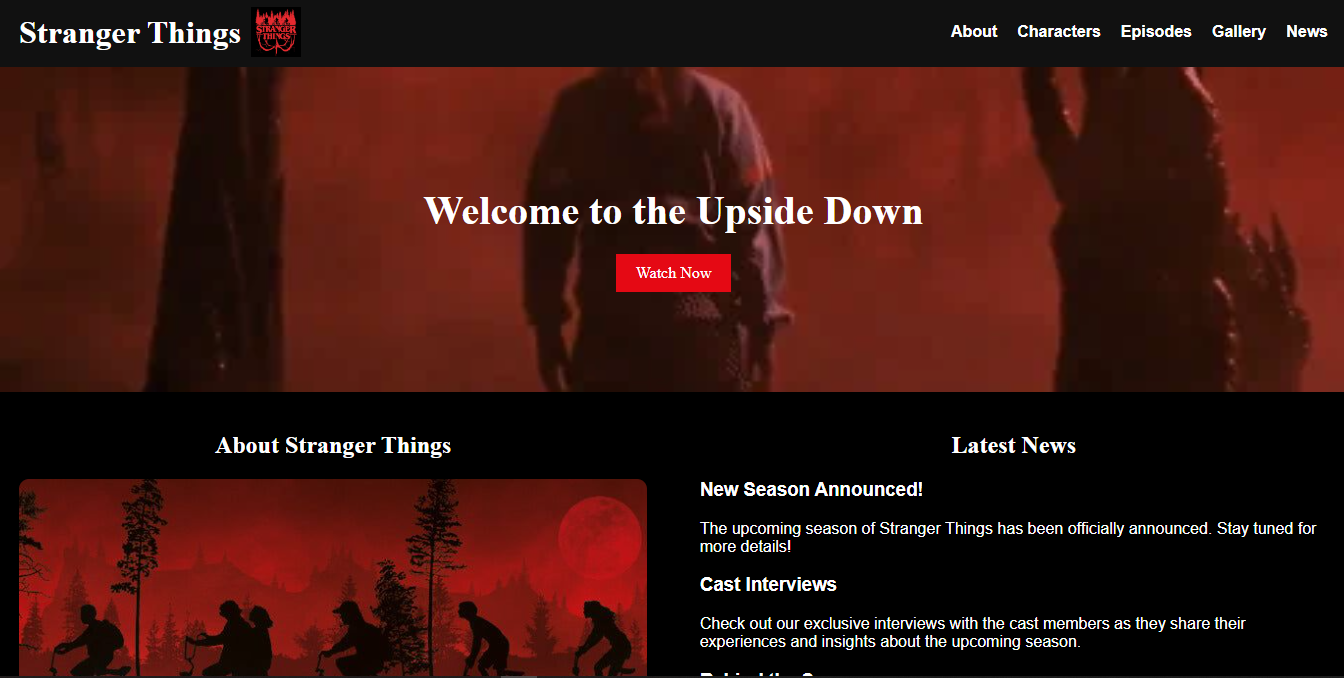 Stranger Things
STRANGER
THINGS
About Characters Episodes Gallery News
Welcome to the Upside Down
Watch Now
About Stranger Things
Latest News
New Season Announced!
The upcoming season of Stranger Things has been officially announced. Stay tuned for
more details!
Cast Interviews
Check out our exclusive interviews with the cast members as they share their
experiences and insights about the upcoming season.